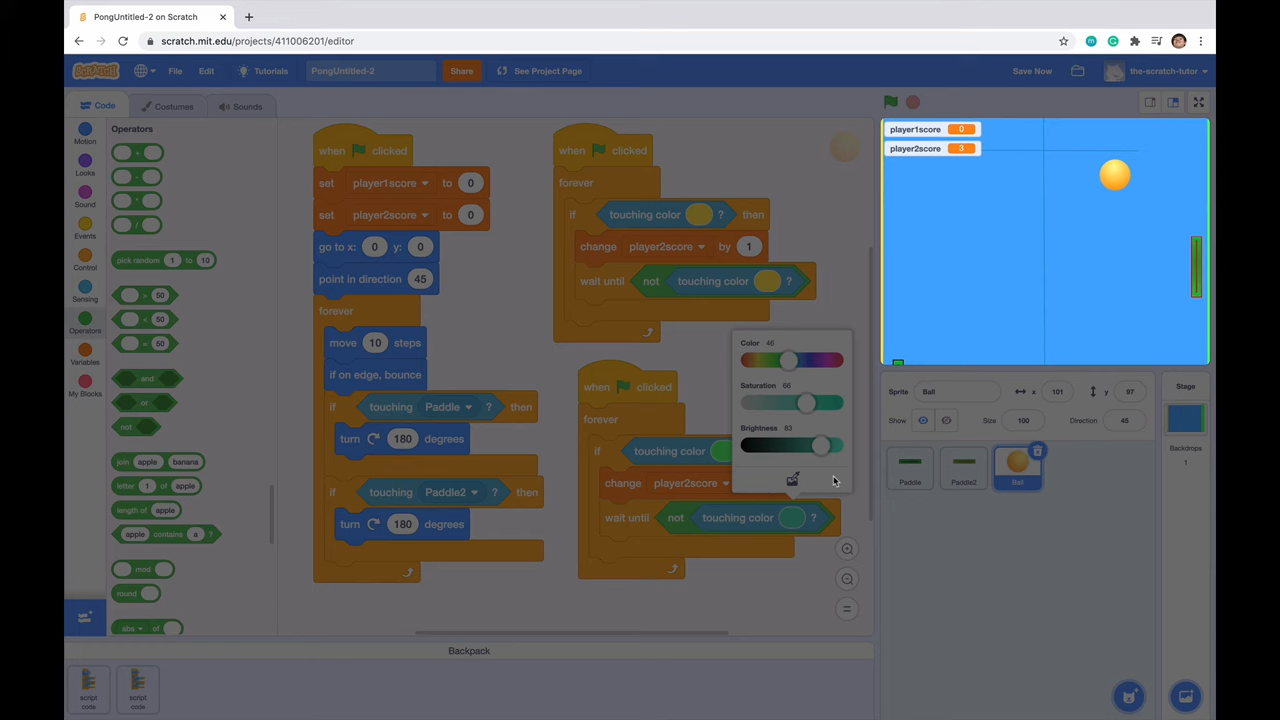 PongUntitled-2 on Scratch
scratch.mit.edu/projects/411006201/editor
SCRATCH File Edit Tutorials PongUntitled-2 Share See Project Page Save Now the-scratch-tutor
Code Costumes Sounds
Motion
Looks
Sound
Events
Control
Sensing
Operators
Variables
My Blocks
Operators
+
-
*
/
pick random 1 to 10
> 50
< 50
= 50
and
or
not
join apple banana
letter 1 of apple
length of apple
apple contains a ?
mod
round
abs of
when clicked
set player1score to 0
set player2score to 0
go to x: 0 y: 0
point in direction 45
forever
move 10 steps
if on edge, bounce
if touching Paddle ? then
turn 180 degrees
if touching Paddle2 ? then
turn 180 degrees
when clicked
forever
if touching color ? then
change player2score by 1
wait until not touching color ?
when clicked
forever
if touching color
change player2score
wait until not touching color ?
Color 46
Saturation 66
Brightness 83
player1score 0
player2score 3
Sprite Ball x 101 y 97
Show Size 100 Direction 45
Paddle Paddle2 Ball
Stage
Backdrops
1
Backpack
script
code
script
code